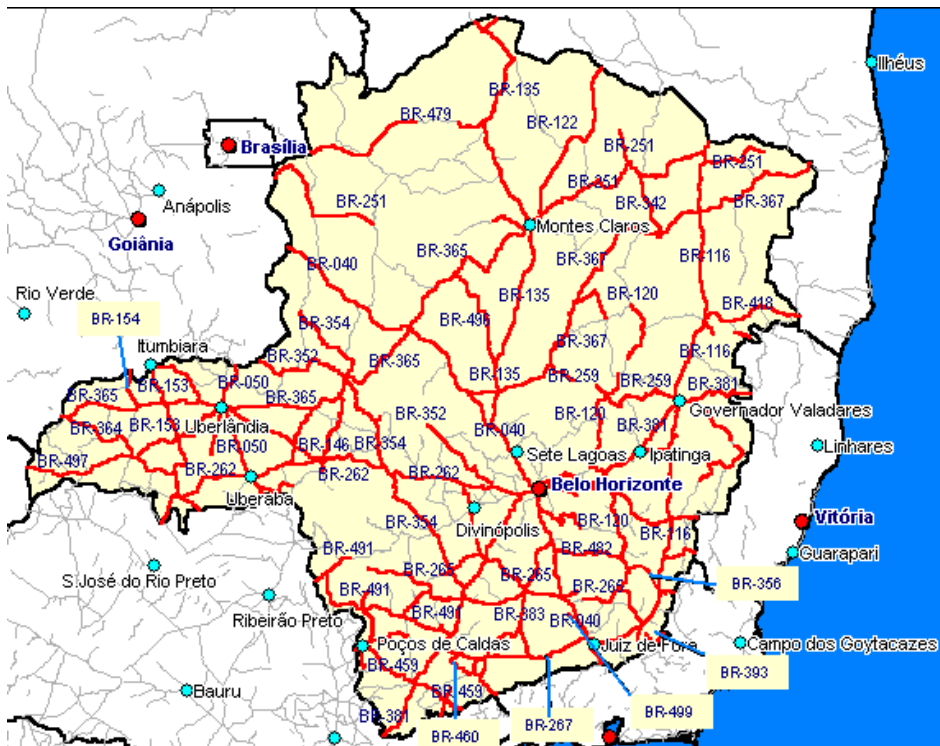 Ilhéus
BR-135
BR-479
BR-122
Brasília
BR-251
BR-251
BR-251
Anápolis
BR-251
BR-342
BR-367
Goiânia
Montes Claros
BR-365
BR-367
BR-116
BR-040
BR-135
BR-120
Rio Verde
BR-418
BR-154
BR-354
BR-496
BR-367
BR-116
Itumbiara
BR-352
BR-365
BR-135
BR-259
BR-259
BR-381
BR-153
BR-050
BR-365
BR-365
Governador Valadares
Uberlândia
BR-352
BR-120
BR-364
BR-153
BR-050
BR-146
BR-354
BR-040
BR-381
Linhares
BR-497
BR-262
BR-262
BR-262
Sete Lagoas
Ipatinga
Uberaba
Belo Horizonte
Divinópolis
BR-354
BR-120
BR-116
Vitória
BR-491
BR-482
Guarapari
S.José do Rio Preto
BR-265
BR-265
BR-265
BR-356
BR-491
BR-491
BR-383
BR-040
Ribeirão Preto
Poços de Caldas
Juiz de Fora
Campo dos Goytacazes
BR-459
BR-393
Bauru
BR-459
BR-381
BR-460
BR-267
BR-499